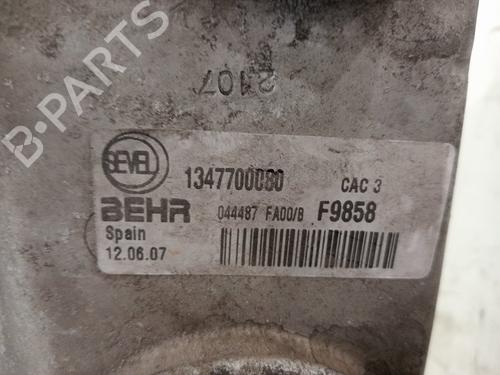 B-PARTS
2107
SEVEL
1347700080 CAC 3
BEHR 044487 FA00/B F9858
Spain
12.06.07